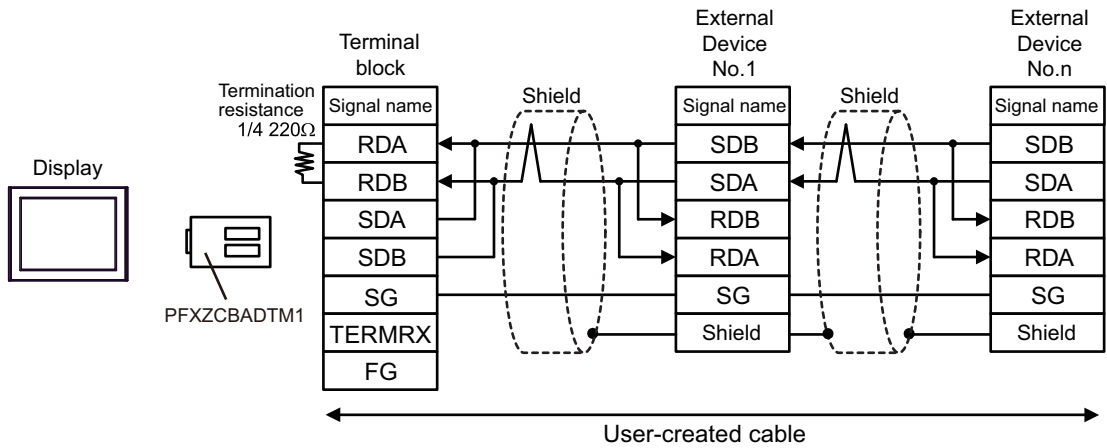 Display
PFXZCBADTM1
Termination
resistance
1/4 220Ω
Terminal
block
Signal name
RDA
RDB
SDA
SDB
SG
TERMRX
FG
Shield
External
Device
No.1
Signal name
SDB
SDA
RDB
RDA
SG
Shield
Shield
External
Device
No.n
Signal name
SDB
SDA
RDB
RDA
SG
Shield
User-created cable